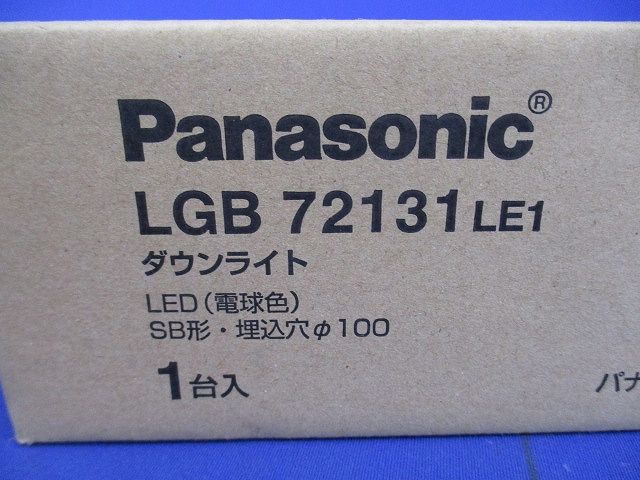 Panasonic®
LGB 72131 LE1
ダウンライト
LED(電球色)
SB形・埋込穴φ100
1台入
パナ